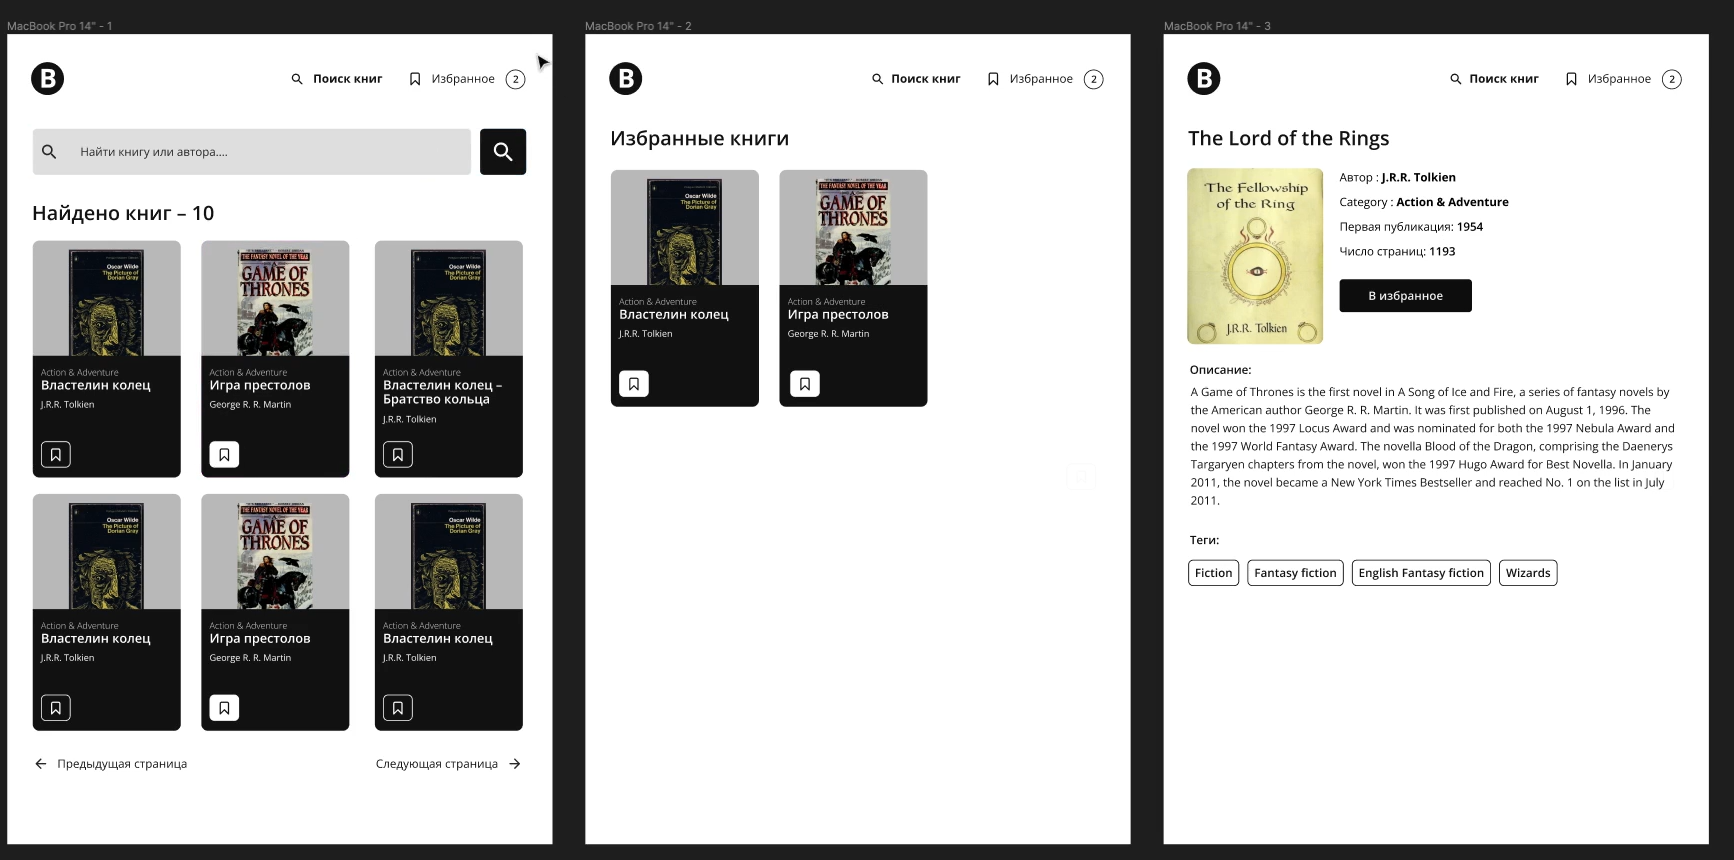 MacBook Pro 14" - 1
B
Поиск книг
Избранное
2
Найти книгу или автора....
Найдено книг – 10
Oscar Wilde
The Picture of
Dorian Gray
Action & Adventure
Властелин колец
J.R.R. Tolkien
THE FANTASY NOVEL OF THE YEAR
A
GAME OF
THRONES
Action & Adventure
Игра престолов
George R. R. Martin
Oscar Wilde
The Picture of
Dorian Gray
Action & Adventure
Властелин колец –
Братство кольца
J.R.R. Tolkien
Oscar Wilde
The Picture of
Dorian Gray
Action & Adventure
Властелин колец
J.R.R. Tolkien
THE FANTASY NOVEL OF THE YEAR
A
GAME OF
THRONES
Action & Adventure
Игра престолов
George R. R. Martin
Oscar Wilde
The Picture of
Dorian Gray
Action & Adventure
Властелин колец
J.R.R. Tolkien
Предыдущая страница
Следующая страница
MacBook Pro 14" - 2
B
Поиск книг
Избранное
2
Избранные книги
Oscar Wilde
The Picture of
Dorian Gray
Action & Adventure
Властелин колец
J.R.R. Tolkien
THE FANTASY NOVEL OF THE YEAR
A
GAME OF
THRONES
Action & Adventure
Игра престолов
George R. R. Martin
MacBook Pro 14" - 3
B
Поиск книг
Избранное
2
The Lord of the Rings
The Fellowship
of the Ring
J.R.R. Tolkien
Автор : J.R.R. Tolkien
Category : Action & Adventure
Первая публикация: 1954
Число страниц: 1193
В избранное
Описание:
A Game of Thrones is the first novel in A Song of Ice and Fire, a series of fantasy novels by
the American author George R. R. Martin. It was first published on August 1, 1996. The
novel won the 1997 Locus Award and was nominated for both the 1997 Nebula Award and
the 1997 World Fantasy Award. The novella Blood of the Dragon, comprising the Daenerys
Targaryen chapters from the novel, won the 1997 Hugo Award for Best Novella. In January
2011, the novel became a New York Times Bestseller and reached No. 1 on the list in July
2011.
Теги:
Fiction
Fantasy fiction
English Fantasy fiction
Wizards